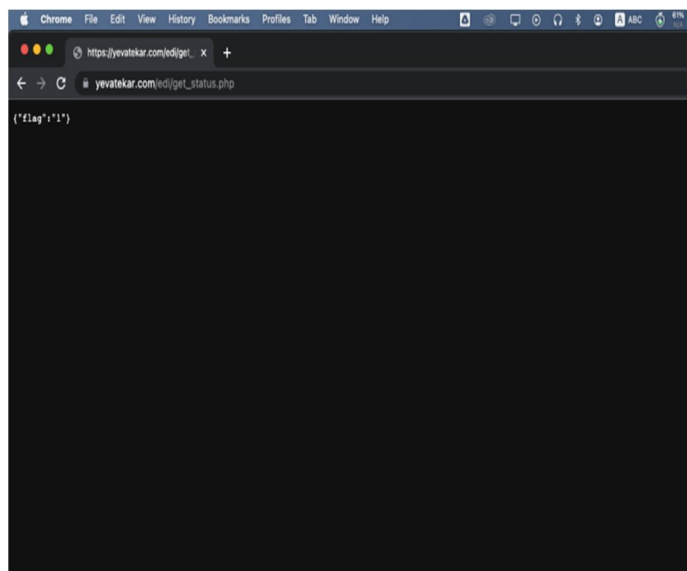 Chrome File Edit View History Bookmarks Profiles Tab Window Help A ABC 61%
https://yevatekar.com/edi/get_ x +
yevatekar.com/edi/get_status.php
{"flag":"1"}